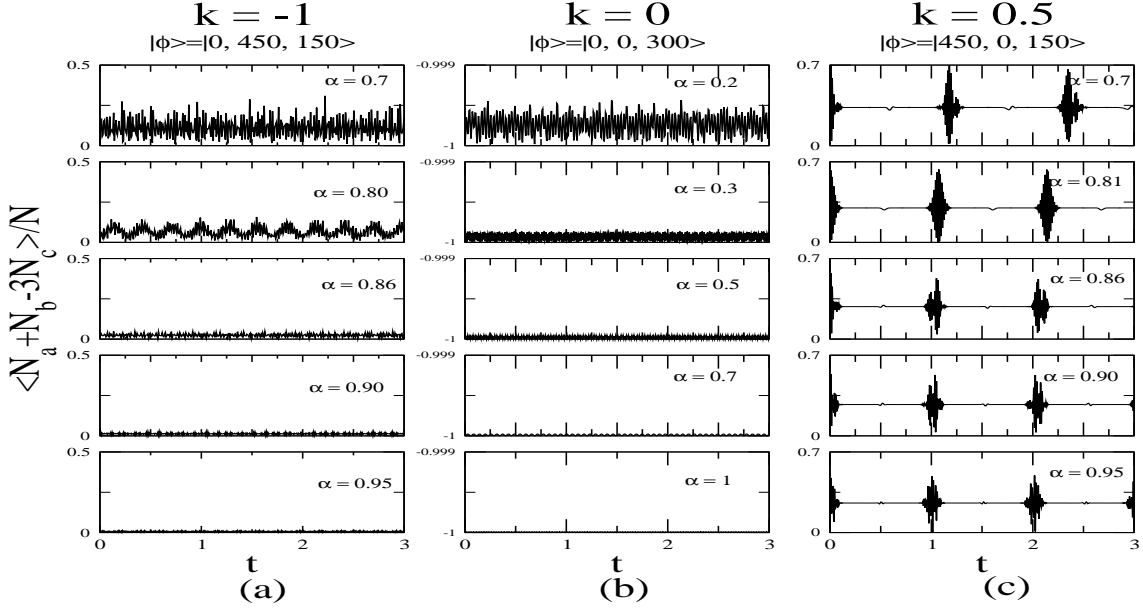 k = -1
|ϕ>=|0, 450, 150>
k = 0
|ϕ>=|0, 0, 300>
k = 0.5
|ϕ>=|450, 0, 150>
<N_a+N_b-3N_c>/N
0.5
α = 0.7
0
0.5
α = 0.80
0
0.5
α = 0.86
0
0.5
α = 0.90
0
0.5
α = 0.95
0
0 1 2 3
t
(a)
-0.999
α = 0.2
-1
-0.999
α = 0.3
-1
-0.999
α = 0.5
-1
-0.999
α = 0.7
-1
-0.999
α = 1
-1
0 1 2 3
t
(b)
0.7
α = 0.7
0
0.7
α = 0.81
0
0.7
α = 0.86
0
0.7
α = 0.90
0
0.7
α = 0.95
0
0 1 2 3
t
(c)